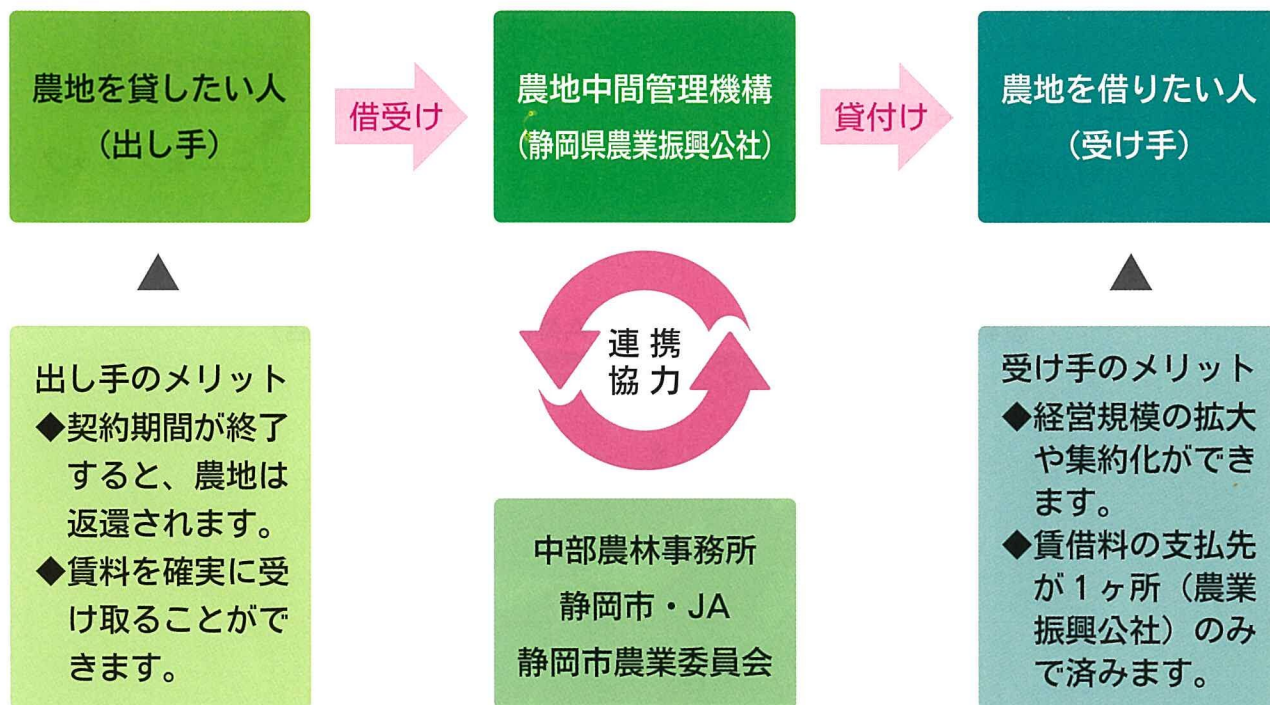 農地を貸したい人
(出し手)
借受け
農地中間管理機構
(静岡県農業振興公社)
貸付け
農地を借りたい人
(受け手)
出し手のメリット
◆契約期間が終了
すると、農地は
返還されます。
◆賃料を確実に受
け取ることがで
きます。
連携
協力
中部農林事務所
静岡市・JA
静岡市農業委員会
受け手のメリット
◆経営規模の拡大
や集約化ができ
ます。
◆賃借料の支払先
が1ヶ所(農業
振興公社)のみ
で済みます。